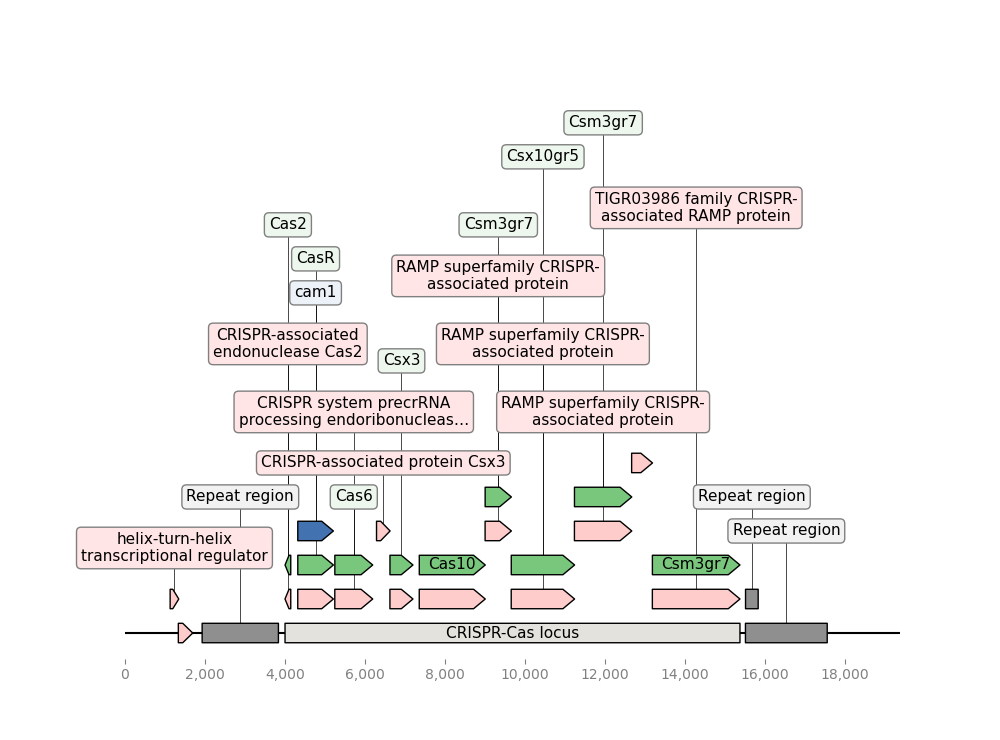 Csm3gr7
Csx10gr5
TIGR03986 family CRISPR-
associated RAMP protein
Cas2
Csm3gr7
CasR
RAMP superfamily CRISPR-
associated protein
cam1
CRISPR-associated
endonuclease Cas2
RAMP superfamily CRISPR-
associated protein
Csx3
CRISPR system precrRNA
processing endoribonucleas...
RAMP superfamily CRISPR-
associated protein
CRISPR-associated protein Csx3
Repeat region
Cas6
Repeat region
Repeat region
helix-turn-helix
transcriptional regulator
Cas10
Csm3gr7
CRISPR-Cas locus
0 2,000 4,000 6,000 8,000 10,000 12,000 14,000 16,000 18,000